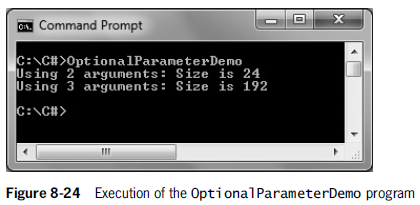 Command Prompt
C:\C#>OptionalParameterDemo
Using 2 arguments: Size is 24
Using 3 arguments: Size is 192
C:\C#>
Figure 8-24 Execution of the OptionalParameterDemo program